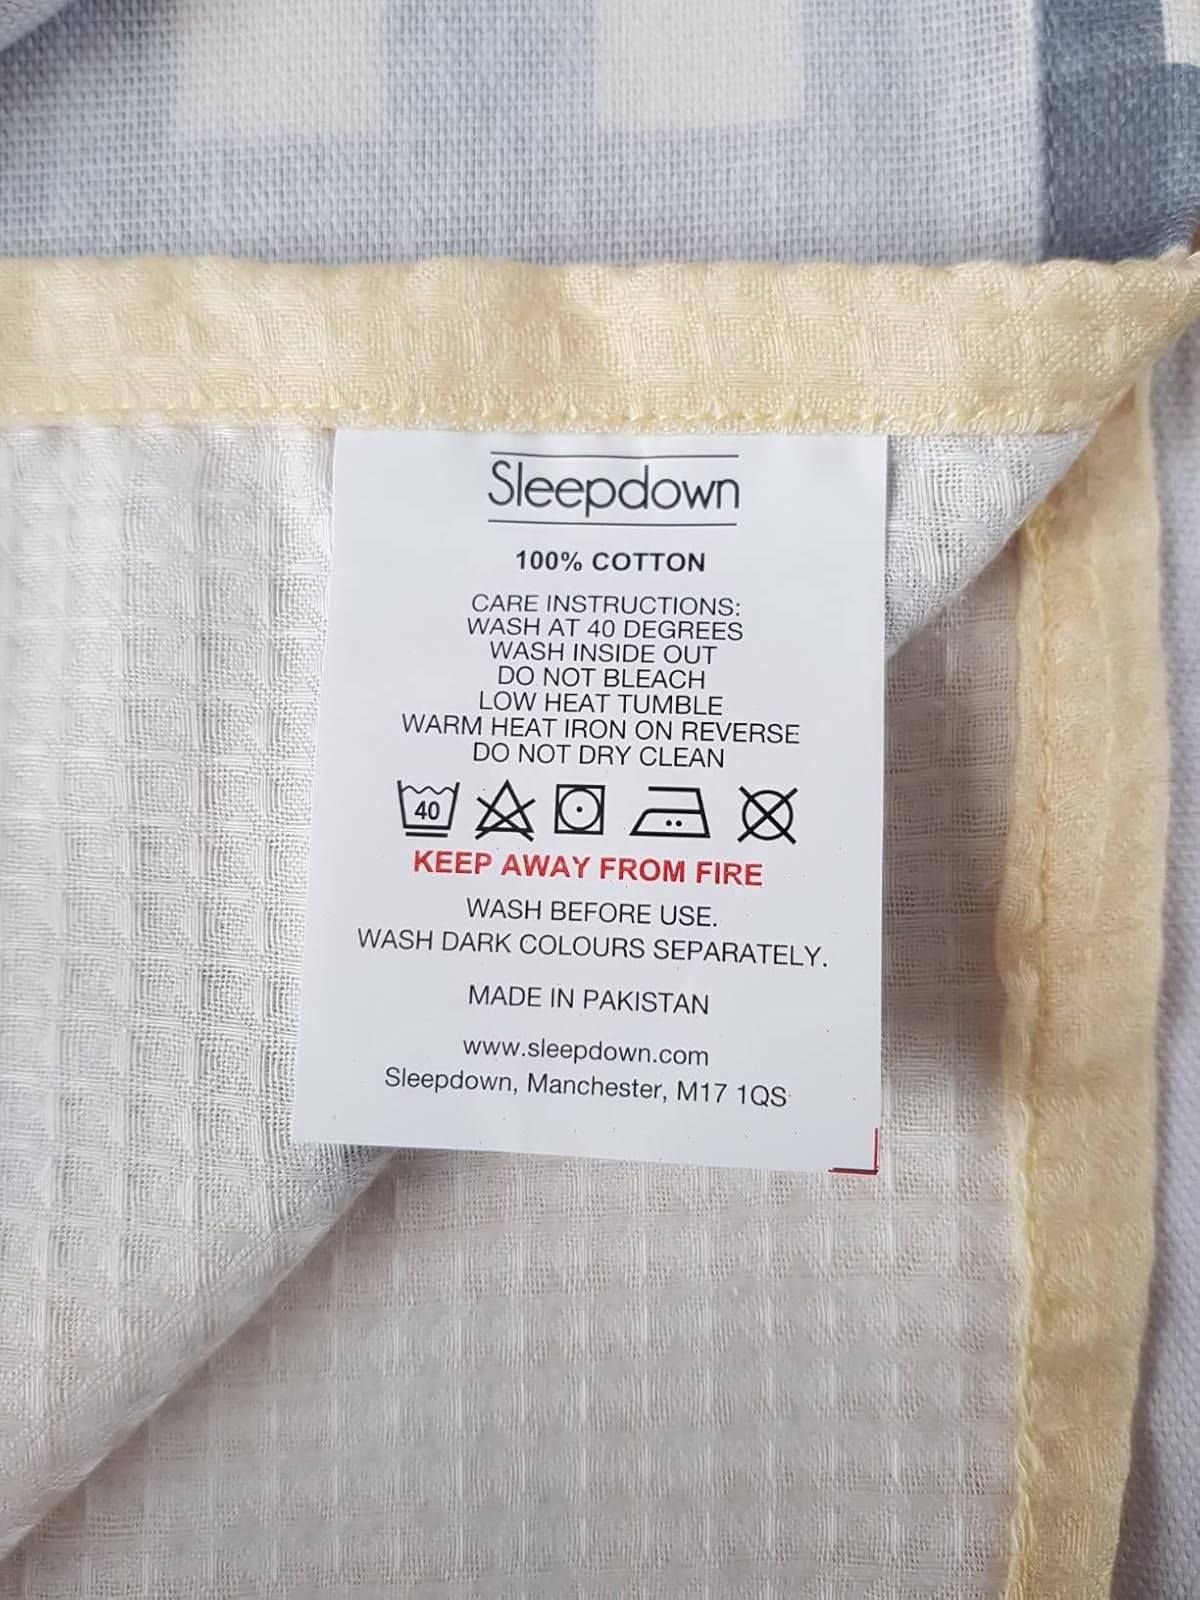 Sleepdown
100% COTTON
CARE INSTRUCTIONS:
WASH AT 40 DEGREES
WASH INSIDE OUT
DO NOT BLEACH
LOW HEAT TUMBLE
WARM HEAT IRON ON REVERSE
DO NOT DRY CLEAN
40
KEEP AWAY FROM FIRE
WASH BEFORE USE.
WASH DARK COLOURS SEPARATELY.
MADE IN PAKISTAN
www.sleepdown.com
Sleepdown, Manchester, M17 1QS